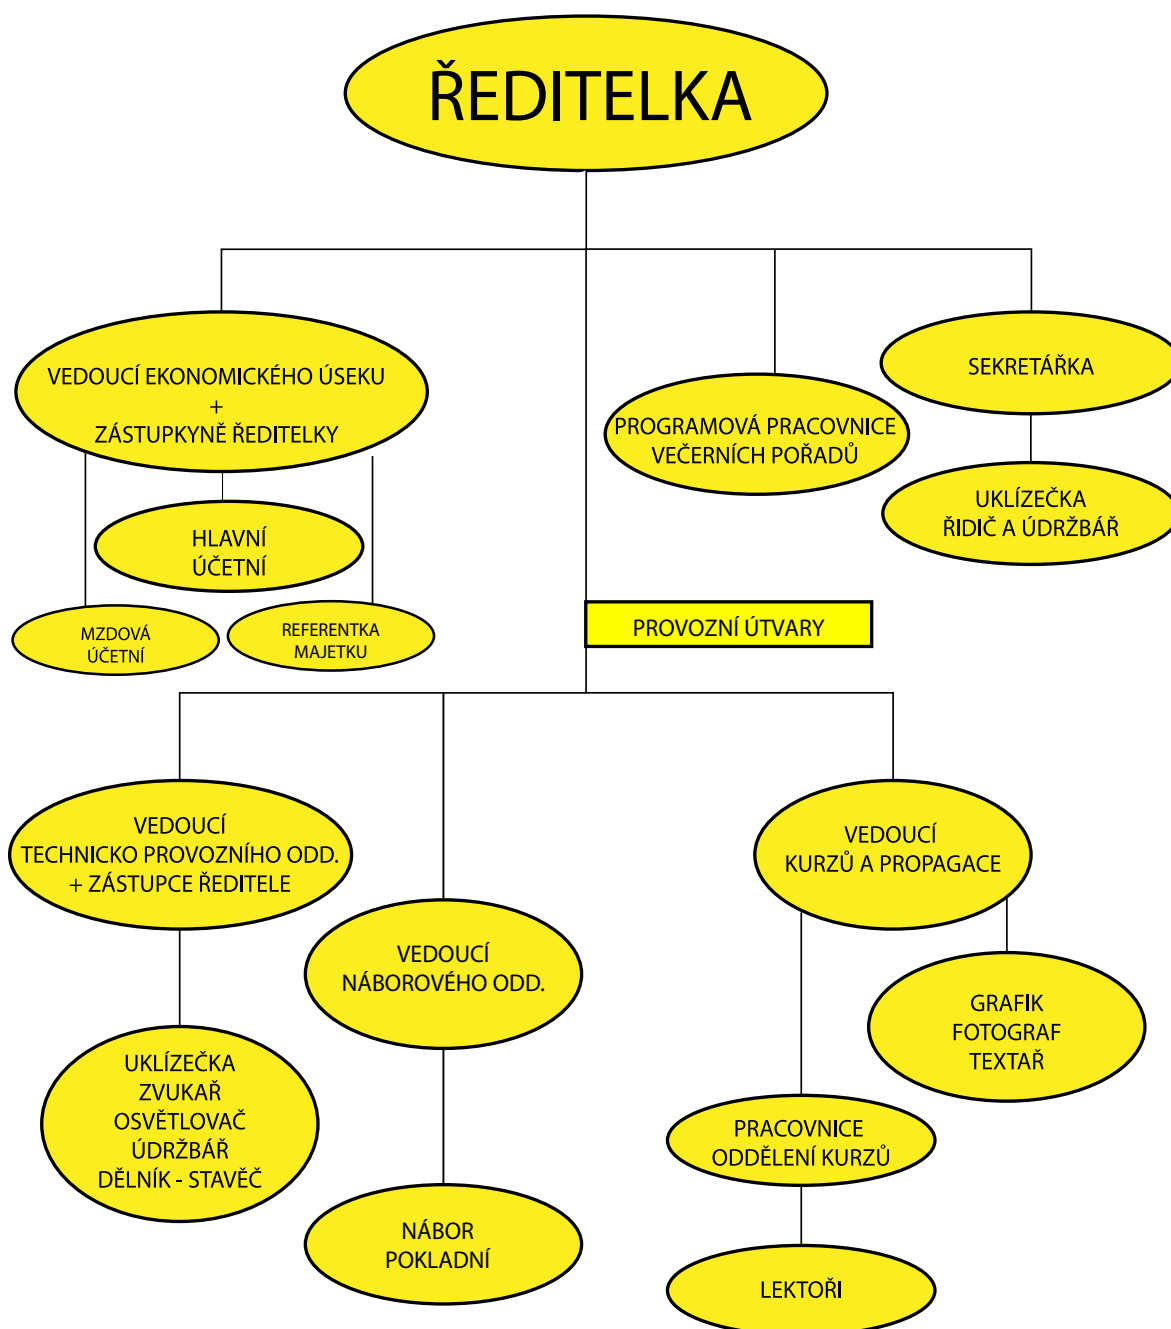 ŘEDITELKA
VEDOUCÍ EKONOMICKÉHO ÚSEKU
+
ZÁSTUPKYNĚ ŘEDITELKY
PROGRAMOVÁ PRACOVNICE
VEČERNÍCH POŘADŮ
SEKRETÁŘKA
UKLÍZEČKA
ŘIDIČ A ÚDRŽBÁŘ
HLAVNÍ
ÚČETNÍ
MZDOVÁ
ÚČETNÍ
REFERENTKA
MAJETKU
PROVOZNÍ ÚTVARY
VEDOUCÍ
TECHNICKO PROVOZNÍHO ODD.
+ ZÁSTUPCE ŘEDITELE
VEDOUCÍ
NÁBOROVÉHO ODD.
VEDOUCÍ
KURZŮ A PROPAGACE
GRAFIK
FOTOGRAF
TEXTAŘ
UKLÍZEČKA
ZVUKAŘ
OSVĚTLOVAČ
ÚDRŽBÁŘ
DĚLNÍK - STAVĚČ
NÁBOR
POKLADNÍ
PRACOVNICE
ODDĚLENÍ KURZŮ
LEKTOŘI